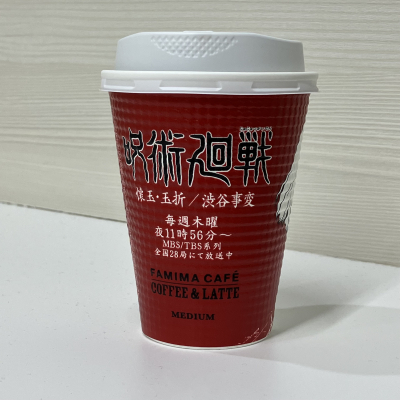 呪術廻戦
懐玉・玉折／渋谷事変
毎週木曜
夜11時56分～
MBS/TBS系列
全国28局にて放送中
FAMIMA CAFÉ
COFFEE & LATTE
MEDIUM